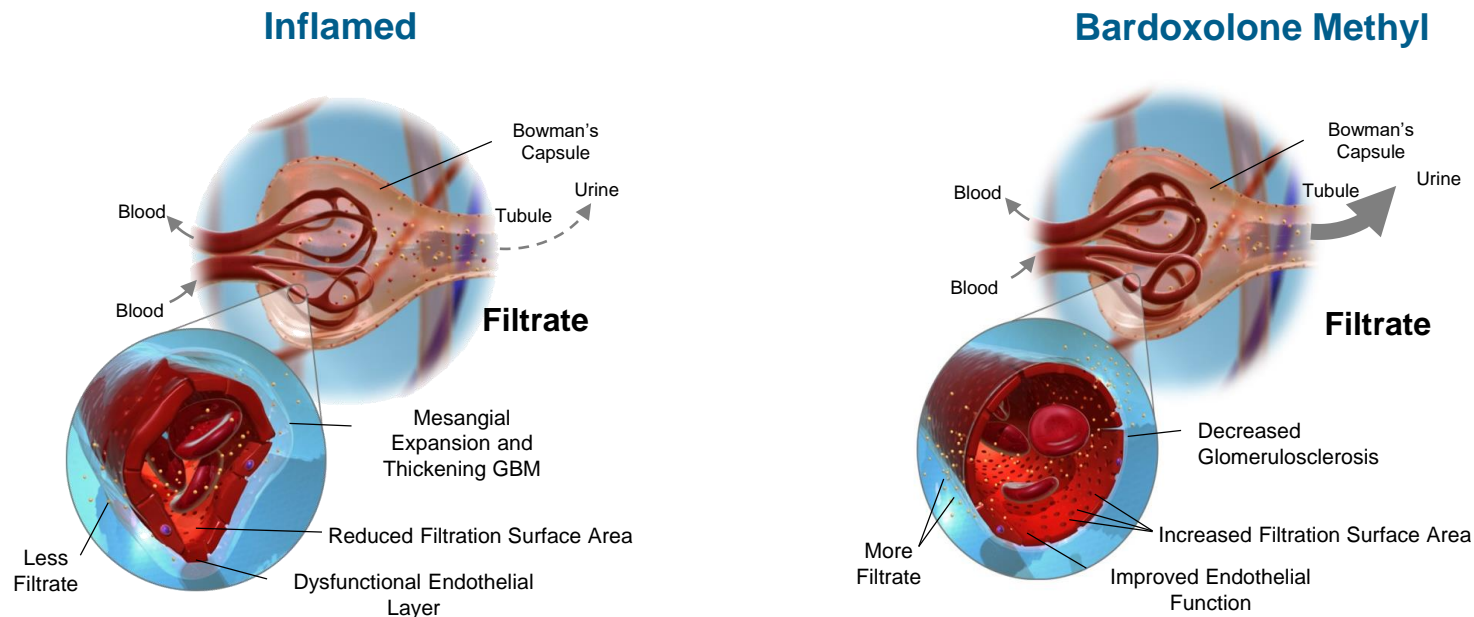 Inflamed
Bowman's
Capsule
Urine
Blood
Tubule
Blood
Filtrate
Mesangial
Expansion and
Thickening GBM
Reduced Filtration Surface Area
Less
Filtrate
Dysfunctional Endothelial
Layer
Bardoxolone Methyl
Bowman's
Capsule
Urine
Blood
Tubule
Blood
Filtrate
Decreased
Glomerulosclerosis
Increased Filtration Surface Area
More
Filtrate
Improved Endothelial
Function